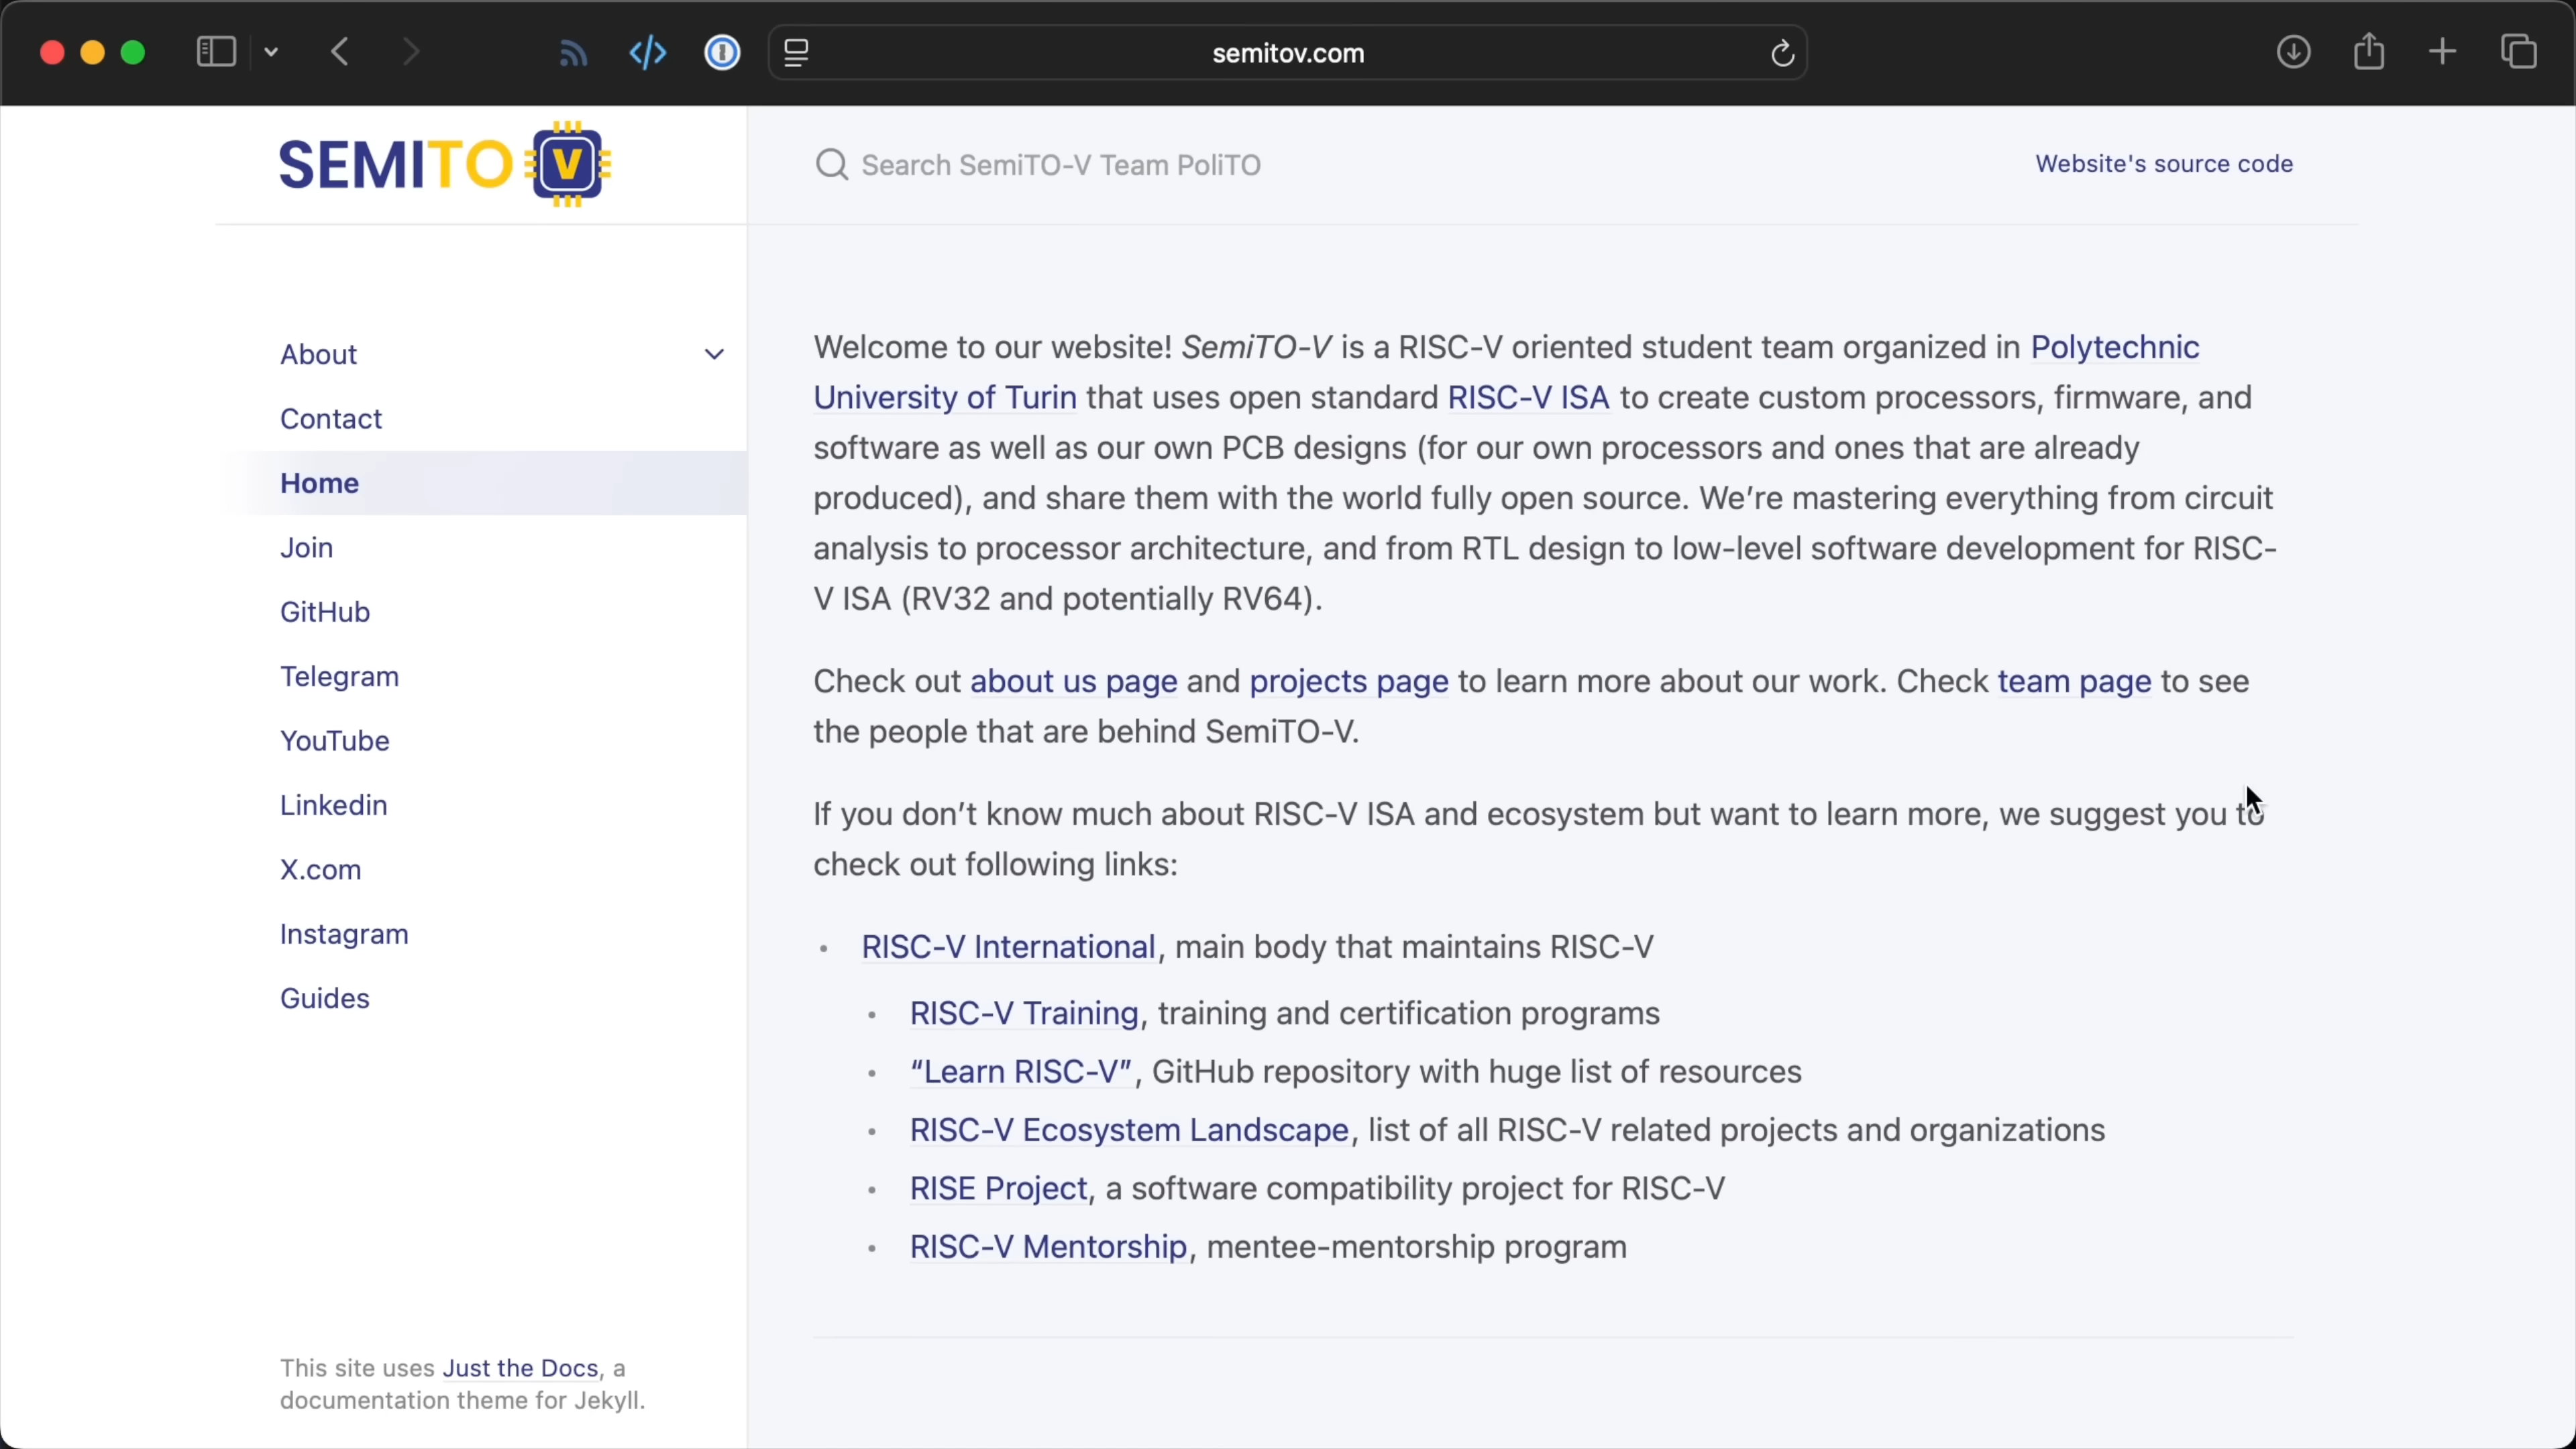 semitov.com
SEMITO V
Search SemiTO-V Team PoliTO
Website's source code
About
Contact
Home
Join
GitHub
Telegram
YouTube
Linkedin
X.com
Instagram
Guides
This site uses Just the Docs, a
documentation theme for Jekyll.
Welcome to our website! SemiTO-V is a RISC-V oriented student team organized in Polytechnic
University of Turin that uses open standard RISC-V ISA to create custom processors, firmware, and
software as well as our own PCB designs (for our own processors and ones that are already
produced), and share them with the world fully open source. We’re mastering everything from circuit
analysis to processor architecture, and from RTL design to low-level software development for RISC-
V ISA (RV32 and potentially RV64).
Check out about us page and projects page to learn more about our work. Check team page to see
the people that are behind SemiTO-V.
If you don’t know much about RISC-V ISA and ecosystem but want to learn more, we suggest you to
check out following links:
• RISC-V International, main body that maintains RISC-V
• RISC-V Training, training and certification programs
• “Learn RISC-V”, GitHub repository with huge list of resources
• RISC-V Ecosystem Landscape, list of all RISC-V related projects and organizations
• RISE Project, a software compatibility project for RISC-V
• RISC-V Mentorship, mentee-mentorship program